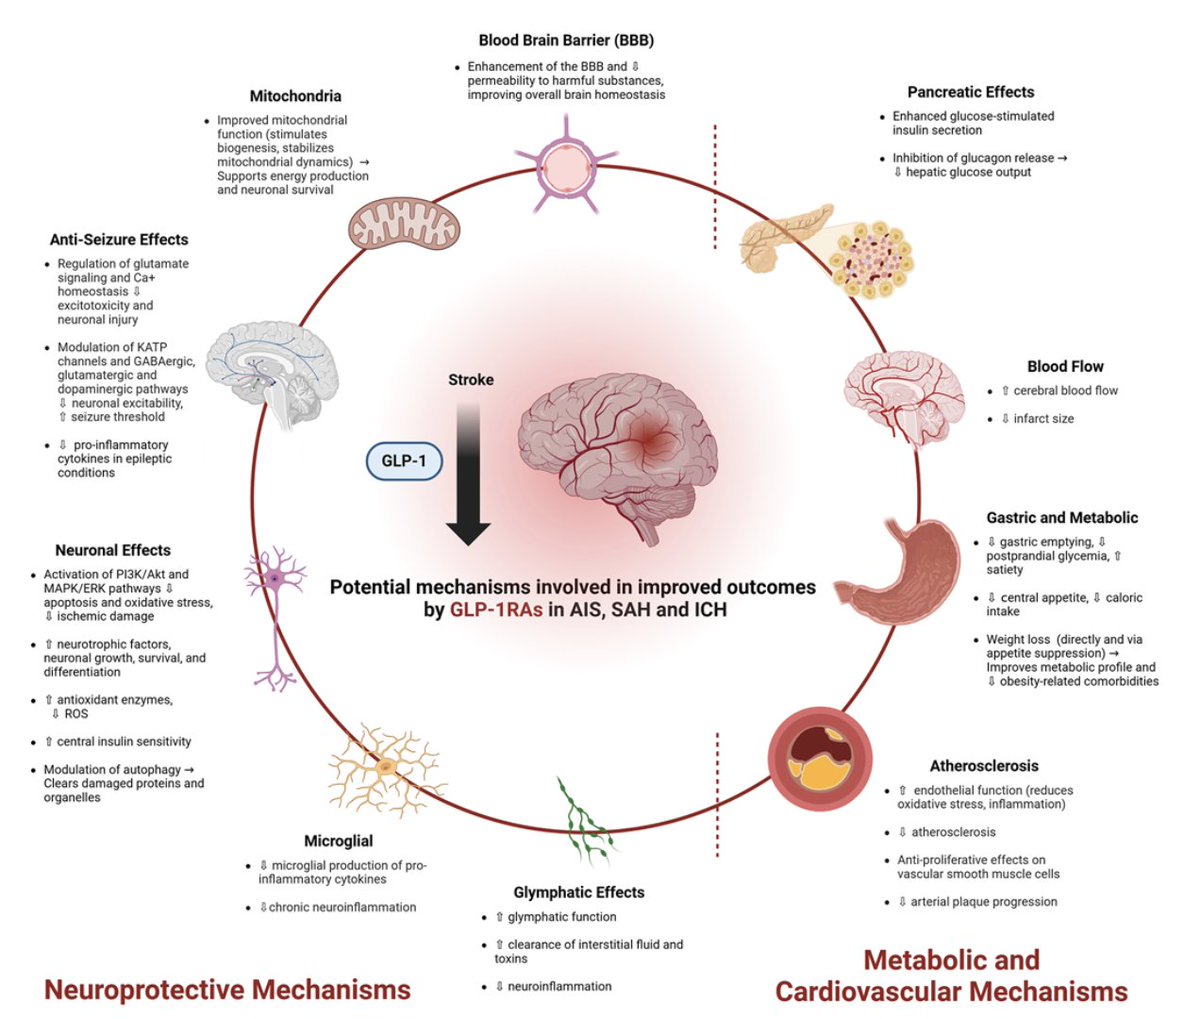 Blood Brain Barrier (BBB)
• Enhancement of the BBB and ⇩
permeability to harmful substances,
improving overall brain homestasis
Mitochondria
• Improved mitochondrial
function (stimulates
biogenesis, stabilizes
mitochondrial dynamics) →
Supports energy production
and neuronal survival
Pancreatic Effects
• Enhanced glucose-stimulated
insulin secretion
• Inhibition of glucagon release →
⇩ hepatic glucose output
Anti-Seizure Effects
• Regulation of glutamate
signaling and Ca+
homeostasis ⇩
excitotoxicity and
neuronal injury
• Modulation of KATP
channels and GABAergic,
glutamatergic and
dopaminergic pathways
⇩ neuronal excitability,
⇧ seizure threshold
• ⇩ pro-inflammatory
cytokines in epileptic
conditions
Blood Flow
• ⇧ cerebral blood flow
• ⇩ infarct size
Stroke
GLP-1
Potential mechanisms involved in improved outcomes
by GLP-1RAs in AIS, SAH and ICH
Gastric and Metabolic
• ⇩ gastric emptying, ⇩
postprandial glycemia, ⇧
satiety
• ⇩ central appetite, ⇩ caloric
intake
• Weight loss (directly and via
appetite suppression) →
Improves metabolic profile and
⇩ obesity-related comorbidities
Neuronal Effects
• Activation of PI3K/Akt and
MAPK/ERK pathways ⇩
apoptosis and oxidative stress,
⇩ ischemic damage
• ⇧ neurotrophic factors,
neuronal growth, survival, and
differentiation
• ⇧ antioxidant enzymes,
⇩ ROS
• ⇧ central insulin sensitivity
• Modulation of autophagy →
Clears damaged proteins and
organelles
Atherosclerosis
• ⇧ endothelial function (reduces
oxidative stress, inflammation)
• ⇩ atherosclerosis
• Anti-proliferative effects on
vascular smooth muscle cells
• ⇩ arterial plaque progression
Microglial
• ⇩ microglial production of pro-
inflammatory cytokines
• ⇩chronic neuroinflammation
Glymphatic Effects
• ⇧ glymphatic function
• ⇧ clearance of interstitial fluid and
toxins
• ⇩ neuroinflammation
Neuroprotective Mechanisms
Metabolic and
Cardiovascular Mechanisms